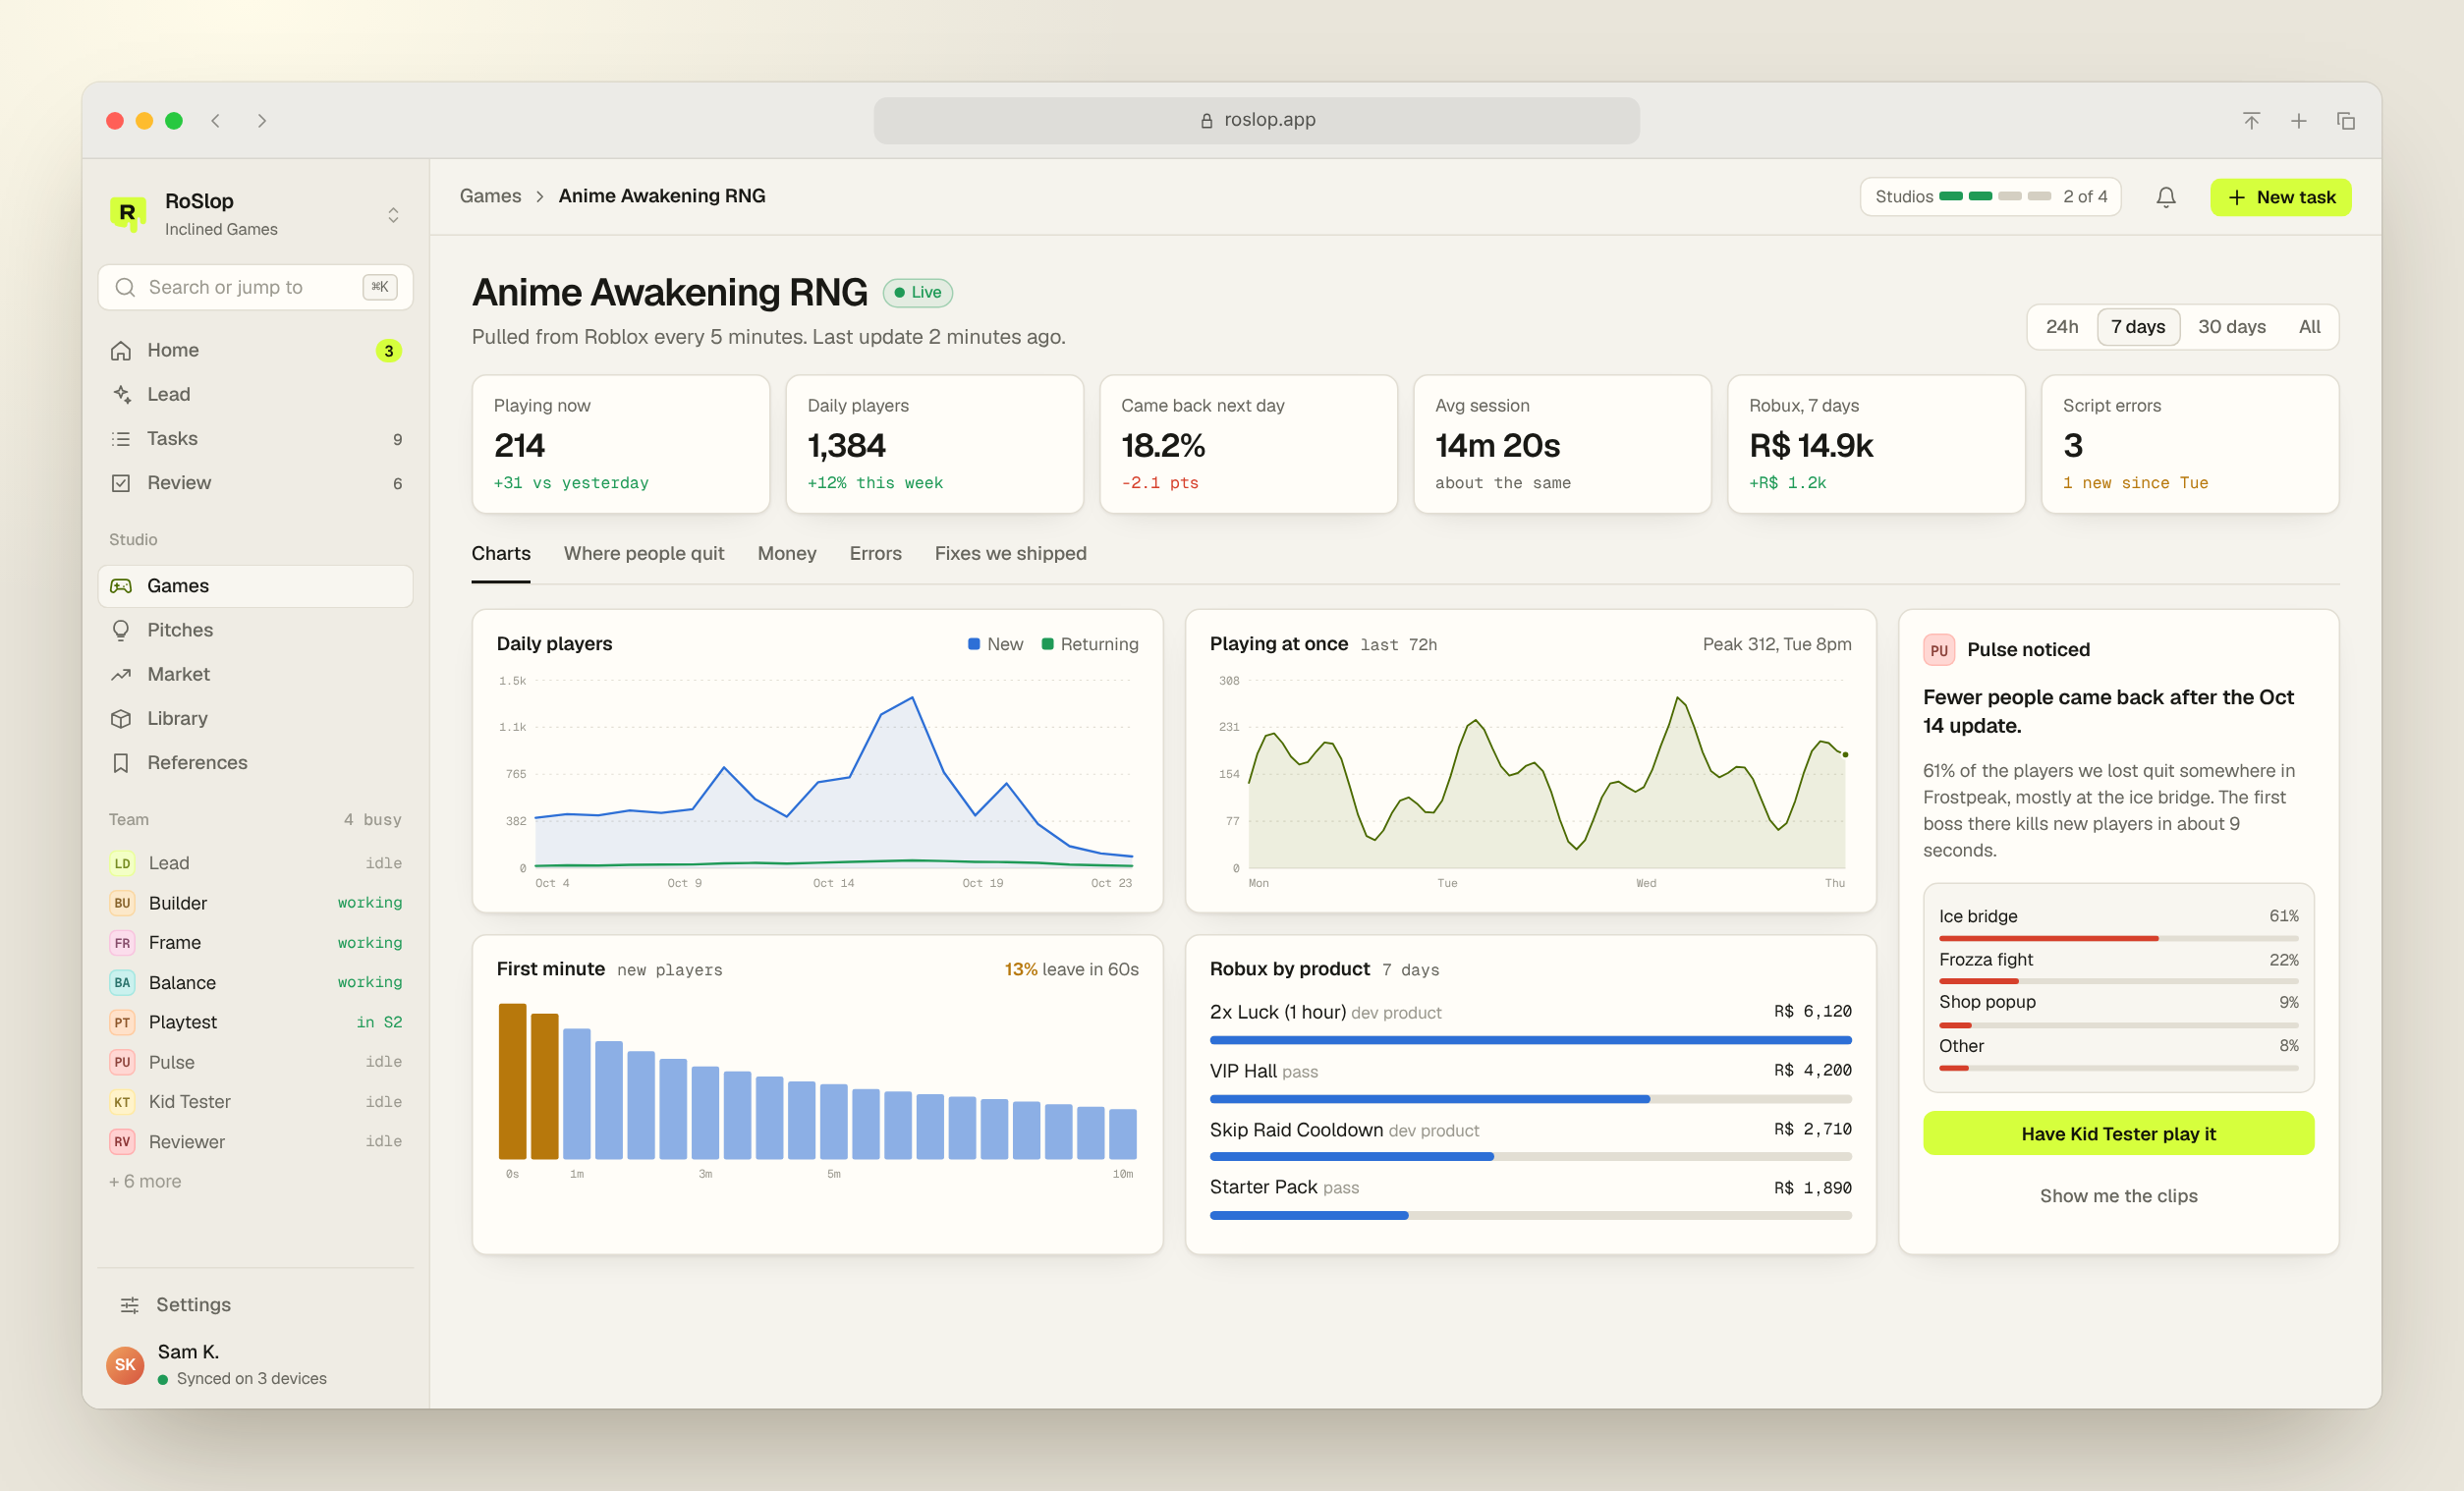 roslop.app
R
RoSlop
Inclined Games
Search or jump to
⌘K
Home
3
Lead
Tasks
9
Review
6
Studio
Games
Pitches
Market
Library
References
Team
4 busy
LD
Lead
idle
BU
Builder
working
FR
Frame
working
BA
Balance
working
PT
Playtest
in S2
PU
Pulse
idle
KT
Kid Tester
idle
RV
Reviewer
idle
+ 6 more
Settings
SK
Sam K.
Synced on 3 devices
Games
Anime Awakening RNG
Studios
2 of 4
New task
Anime Awakening RNG
Live
Pulled from Roblox every 5 minutes. Last update 2 minutes ago.
24h
7 days
30 days
All
Playing now
214
+31 vs yesterday
Daily players
1,384
+12% this week
Came back next day
18.2%
-2.1 pts
Avg session
14m 20s
about the same
Robux, 7 days
R$ 14.9k
+R$ 1.2k
Script errors
3
1 new since Tue
Charts
Where people quit
Money
Errors
Fixes we shipped
Daily players
New
Returning
1.5k
1.1k
765
382
0
Oct 4
Oct 9
Oct 14
Oct 19
Oct 23
Playing at once
last 72h
Peak 312, Tue 8pm
308
231
154
77
0
Mon
Tue
Wed
Thu
First minute
new players
13% leave in 60s
0s
1m
3m
5m
10m
Robux by product
7 days
2x Luck (1 hour) dev product
R$ 6,120
VIP Hall pass
R$ 4,200
Skip Raid Cooldown dev product
R$ 2,710
Starter Pack pass
R$ 1,890
PU
Pulse noticed
Fewer people came back after the Oct
14 update.
61% of the players we lost quit somewhere in
Frostpeak, mostly at the ice bridge. The first
boss there kills new players in about 9
seconds.
Ice bridge
61%
Frozza fight
22%
Shop popup
9%
Other
8%
Have Kid Tester play it
Show me the clips